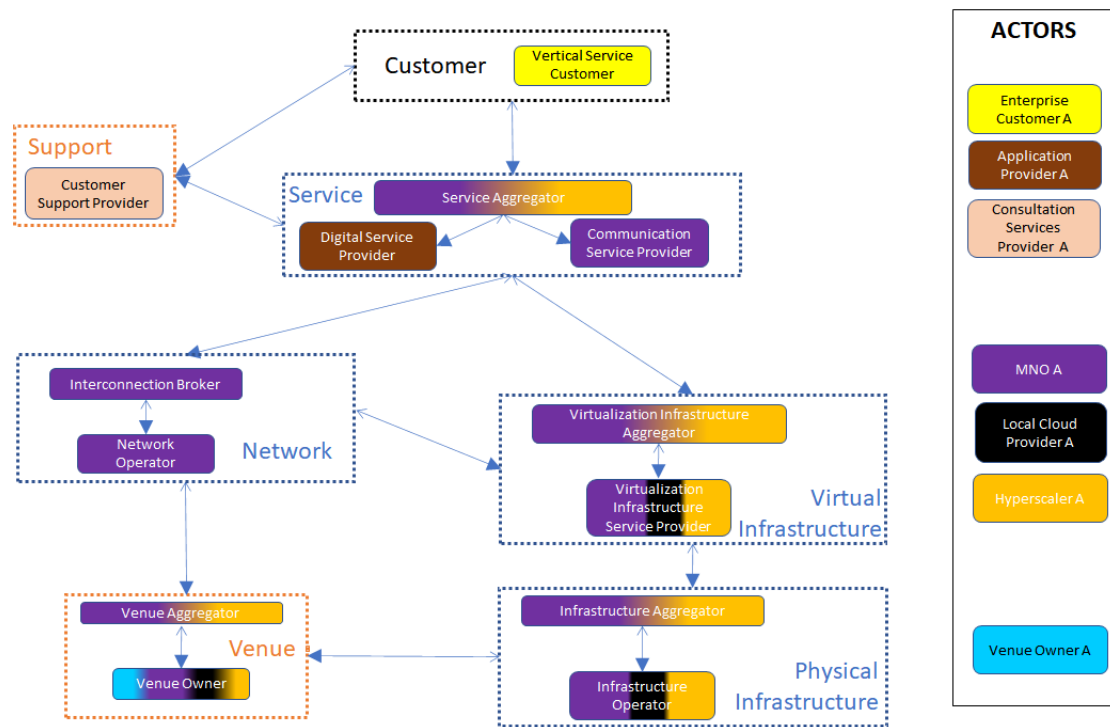 Customer
Vertical Service
Customer
Support
Customer
Support Provider
Service
Service Aggregator
Digital Service
Provider
Communication
Service Provider
Network
Interconnection Broker
Network
Operator
Virtualization Infrastructure
Aggregator
Virtualization
Infrastructure
Service Provider
Virtual
Infrastructure
Venue Aggregator
Venue
Venue Owner
Infrastructure Aggregator
Infrastructure
Operator
Physical
Infrastructure
ACTORS
Enterprise
Customer A
Application
Provider A
Consultation
Services
Provider A
MNO A
Local Cloud
Provider A
Hyperscaler A
Venue Owner A